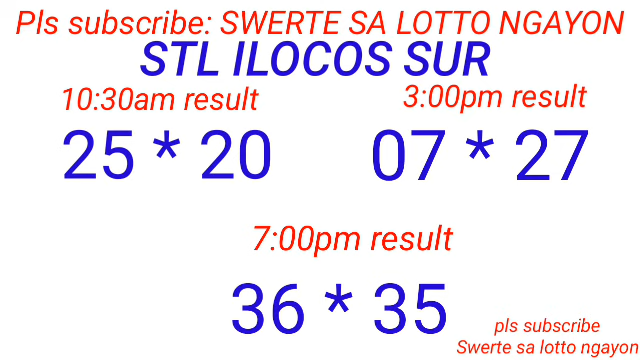 Pls subscribe: SWERTE SA LOTTO NGAYON
STL ILOCOS SUR
10:30am result
25 * 20
3:00pm result
07 * 27
7:00pm result
36 * 35
pls subscribe
Swerte sa lotto ngayon